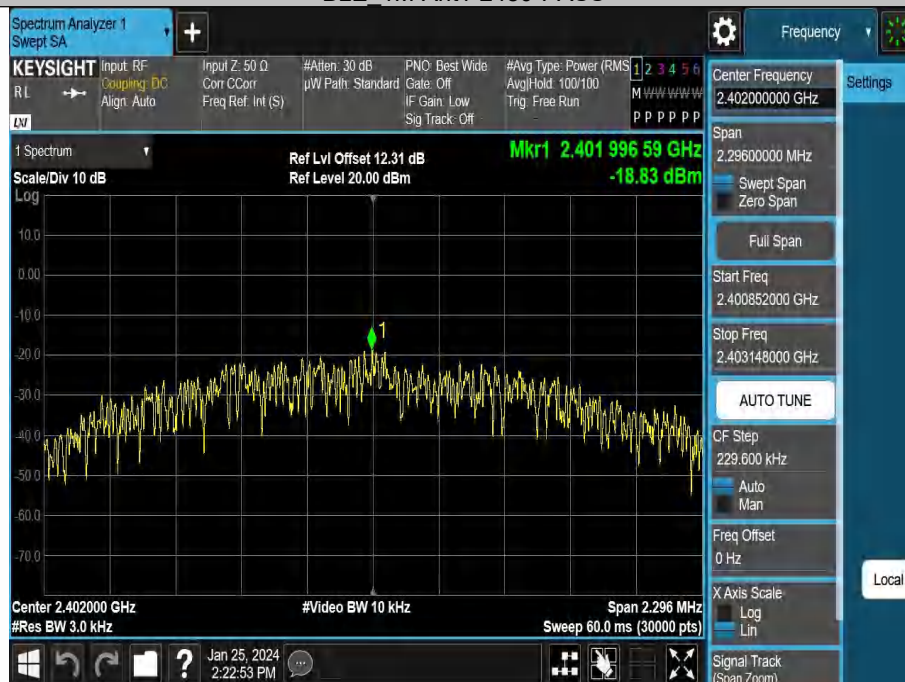 Spectrum Analyzer 1
Swept SA
+
Frequency
KEYSIGHT
RL
LXI
Input: RF
Coupling: DC
Align: Auto
Input Z: 50 Ω
Corr CCorr
Freq Ref: Int (S)
#Atten: 30 dB
µW Path: Standard
PNO: Best Wide
Gate: Off
IF Gain: Low
Sig Track: Off
#Avg Type: Power (RMS
Avg|Hold: 100/100
Trig: Free Run
1 2 3 4 5 6
M W W W W W
P P P P P P
1 Spectrum
Scale/Div 10 dB
Log
Ref Lvl Offset 12.31 dB
Ref Level 20.00 dBm
Mkr1 2.401 996 59 GHz
-18.83 dBm
10.0
0.00
-10.0
-20.0
-30.0
-40.0
-50.0
-60.0
-70.0
1
Center 2.402000 GHz
#Res BW 3.0 kHz
#Video BW 10 kHz
Span 2.296 MHz
Sweep 60.0 ms (30000 pts)
Jan 25, 2024
2:22:53 PM
?
Center Frequency
2.402000000 GHz
Settings
Span
2.29600000 MHz
Swept Span
Zero Span
Full Span
Start Freq
2.400852000 GHz
Stop Freq
2.403148000 GHz
AUTO TUNE
CF Step
229.600 kHz
Auto
Man
Freq Offset
0 Hz
X Axis Scale
Log
Lin
Local
Signal Track
(Span Zoom)